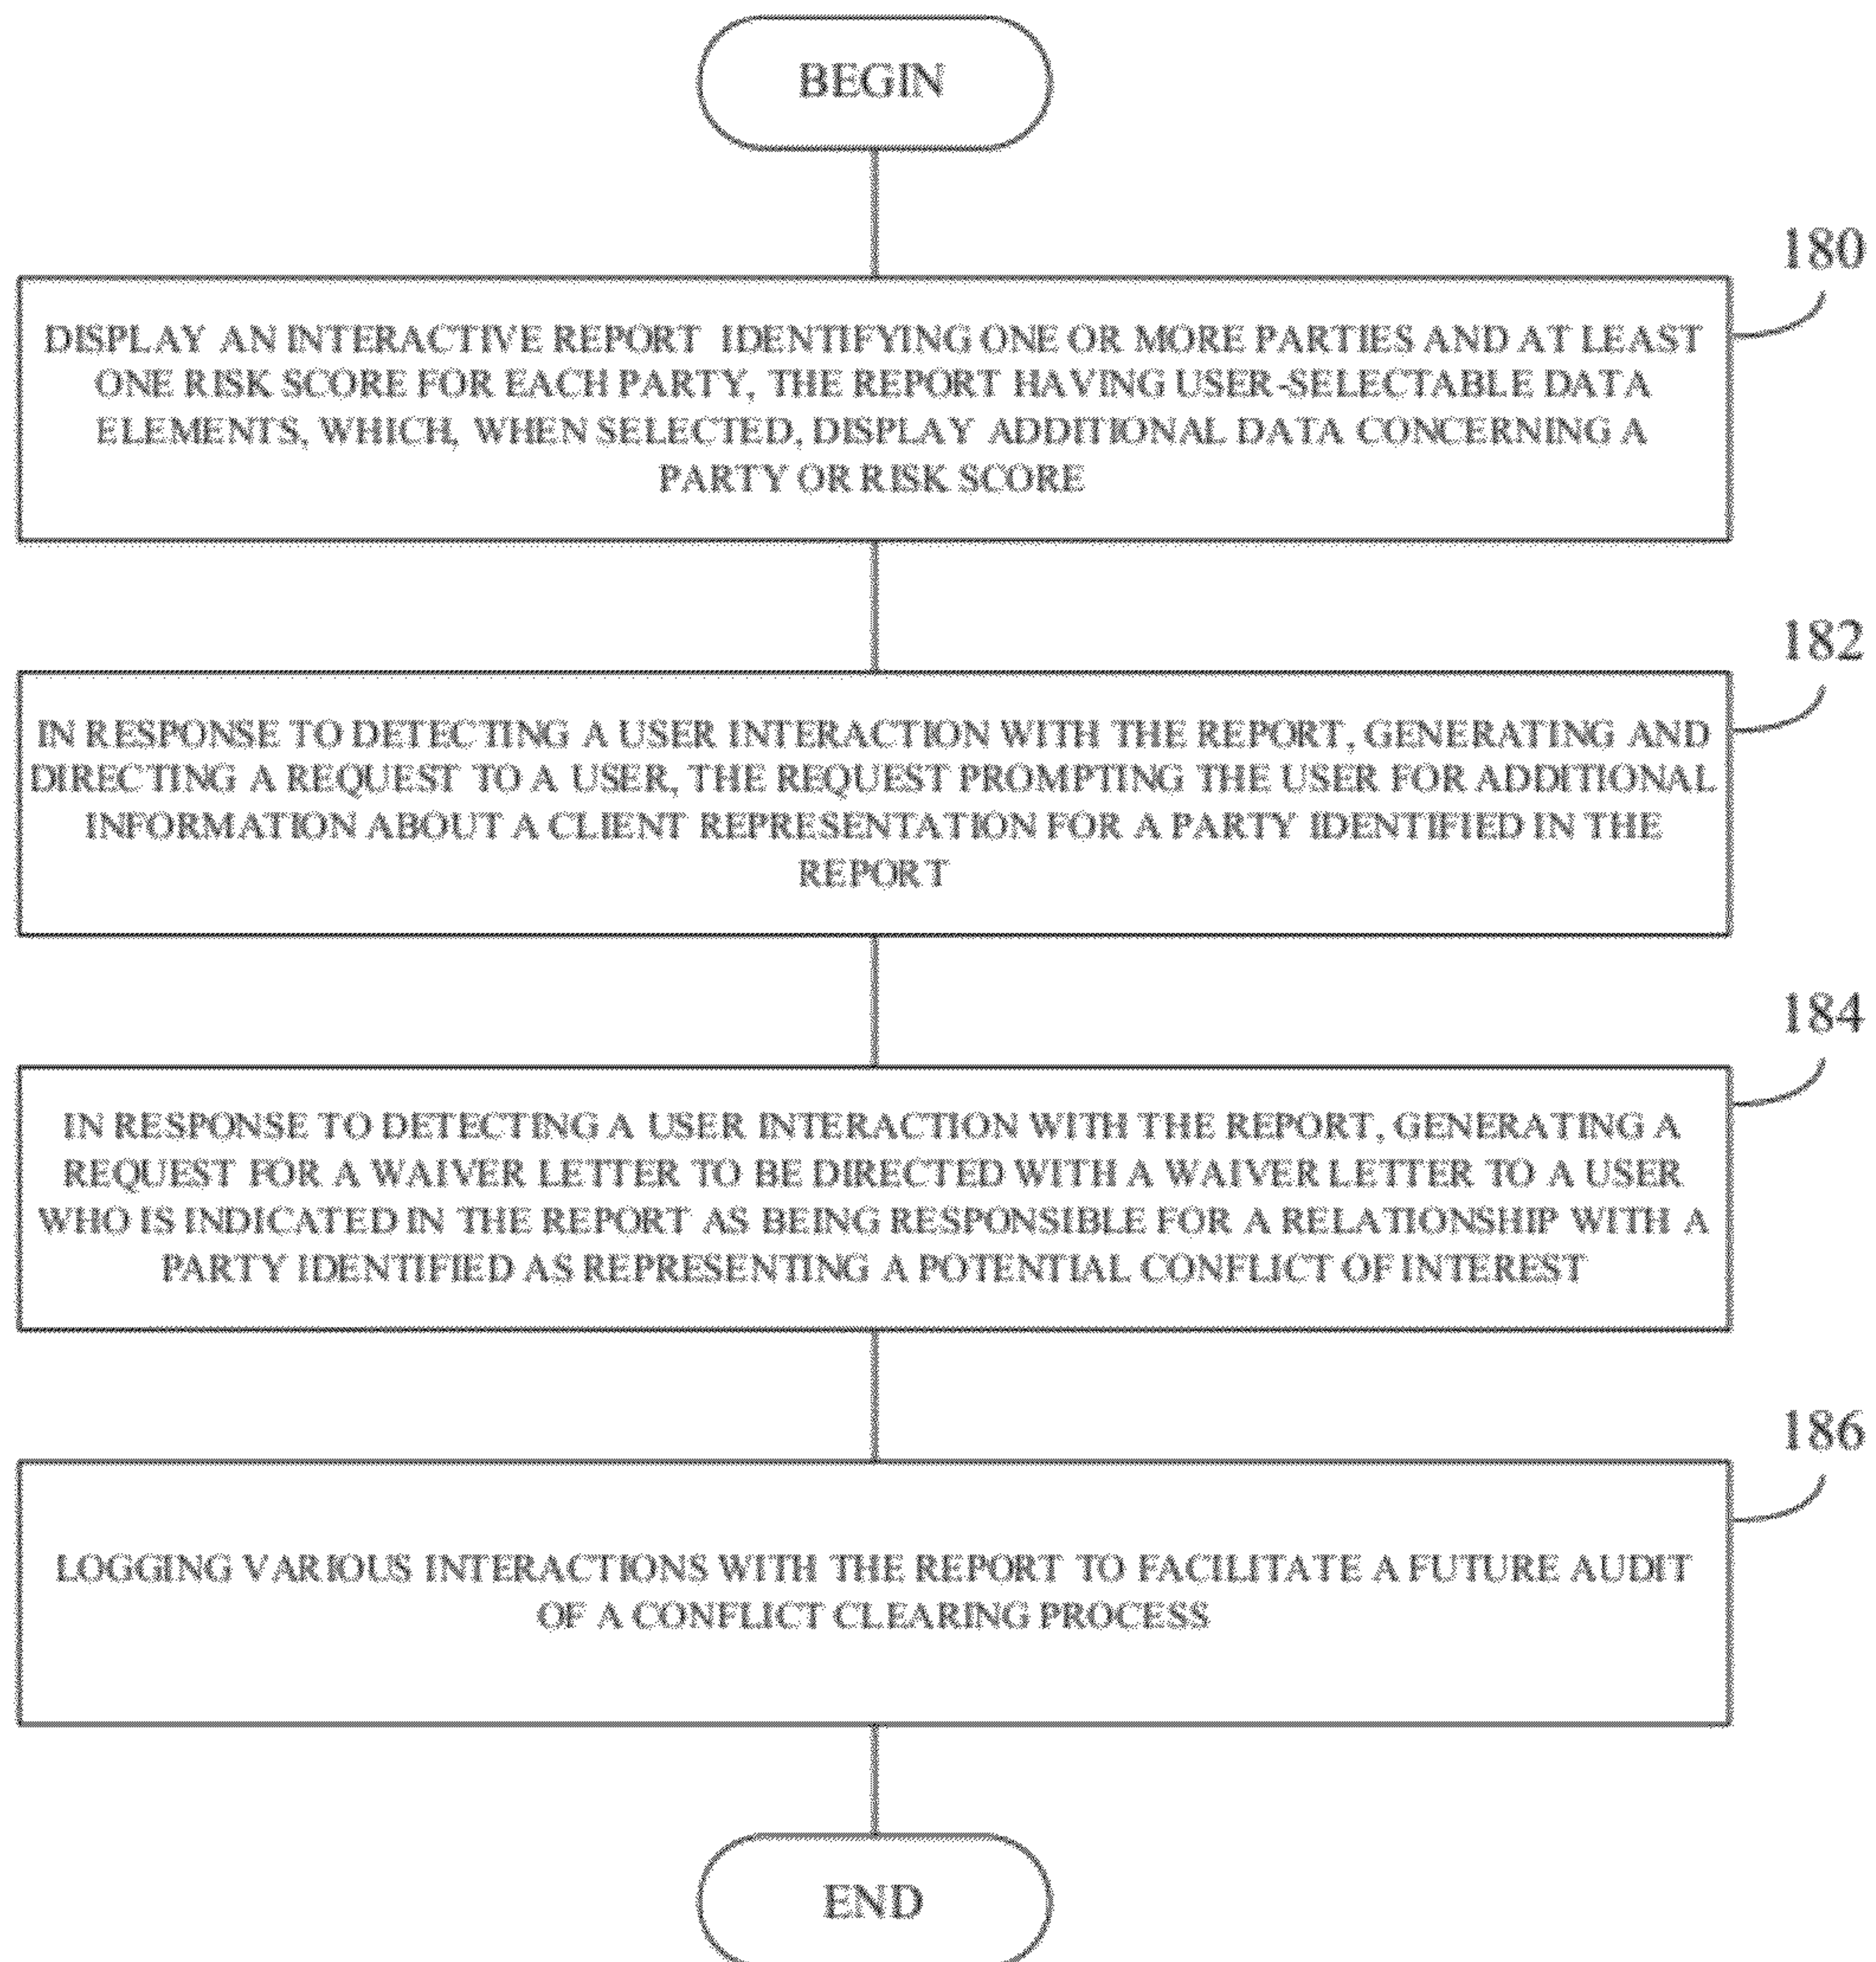 BEGIN
180
DISPLAY AN INTERACTIVE REPORT IDENTIFYING ONE OR MORE PARTIES AND AT LEAST
ONE RISK SCORE FOR EACH PARTY, THE REPORT HAVING USER-SELECTABLE DATA
ELEMENTS, WHICH, WHEN SELECTED, DISPLAY ADDITIONAL DATA CONCERNING A
PARTY OR RISK SCORE
182
IN RESPONSE TO DETECTING A USER INTERACTION WITH THE REPORT, GENERATING AND
DIRECTING A REQUEST TO A USER, THE REQUEST PROMPTING THE USER FOR ADDITIONAL
INFORMATION ABOUT A CLIENT REPRESENTATION FOR A PARTY IDENTIFIED IN THE
REPORT
184
IN RESPONSE TO DETECTING A USER INTERACTION WITH THE REPORT, GENERATING A
REQUEST FOR A WAIVER LETTER TO BE DIRECTED WITH A WAIVER LETTER TO A USER
WHO IS INDICATED IN THE REPORT AS BEING RESPONSIBLE FOR A RELATIONSHIP WITH A
PARTY IDENTIFIED AS REPRESENTING A POTENTIAL CONFLICT OF INTEREST
186
LOGGING VARIOUS INTERACTIONS WITH THE REPORT TO FACILITATE A FUTURE AUDIT
OF A CONFLICT CLEARING PROCESS
END